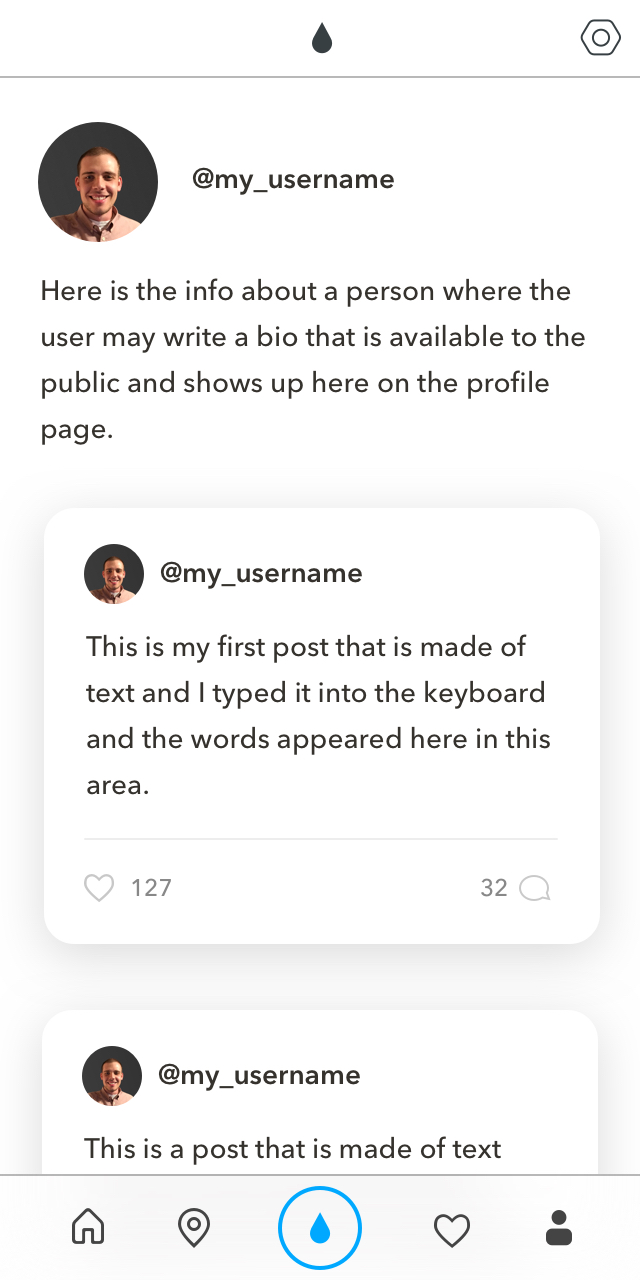 @my_username
Here is the info about a person where the
user may write a bio that is available to the
public and shows up here on the profile
page.
@my_username
This is my first post that is made of
text and I typed it into the keyboard
and the words appeared here in this
area.
127
32
@my_username
This is a post that is made of text